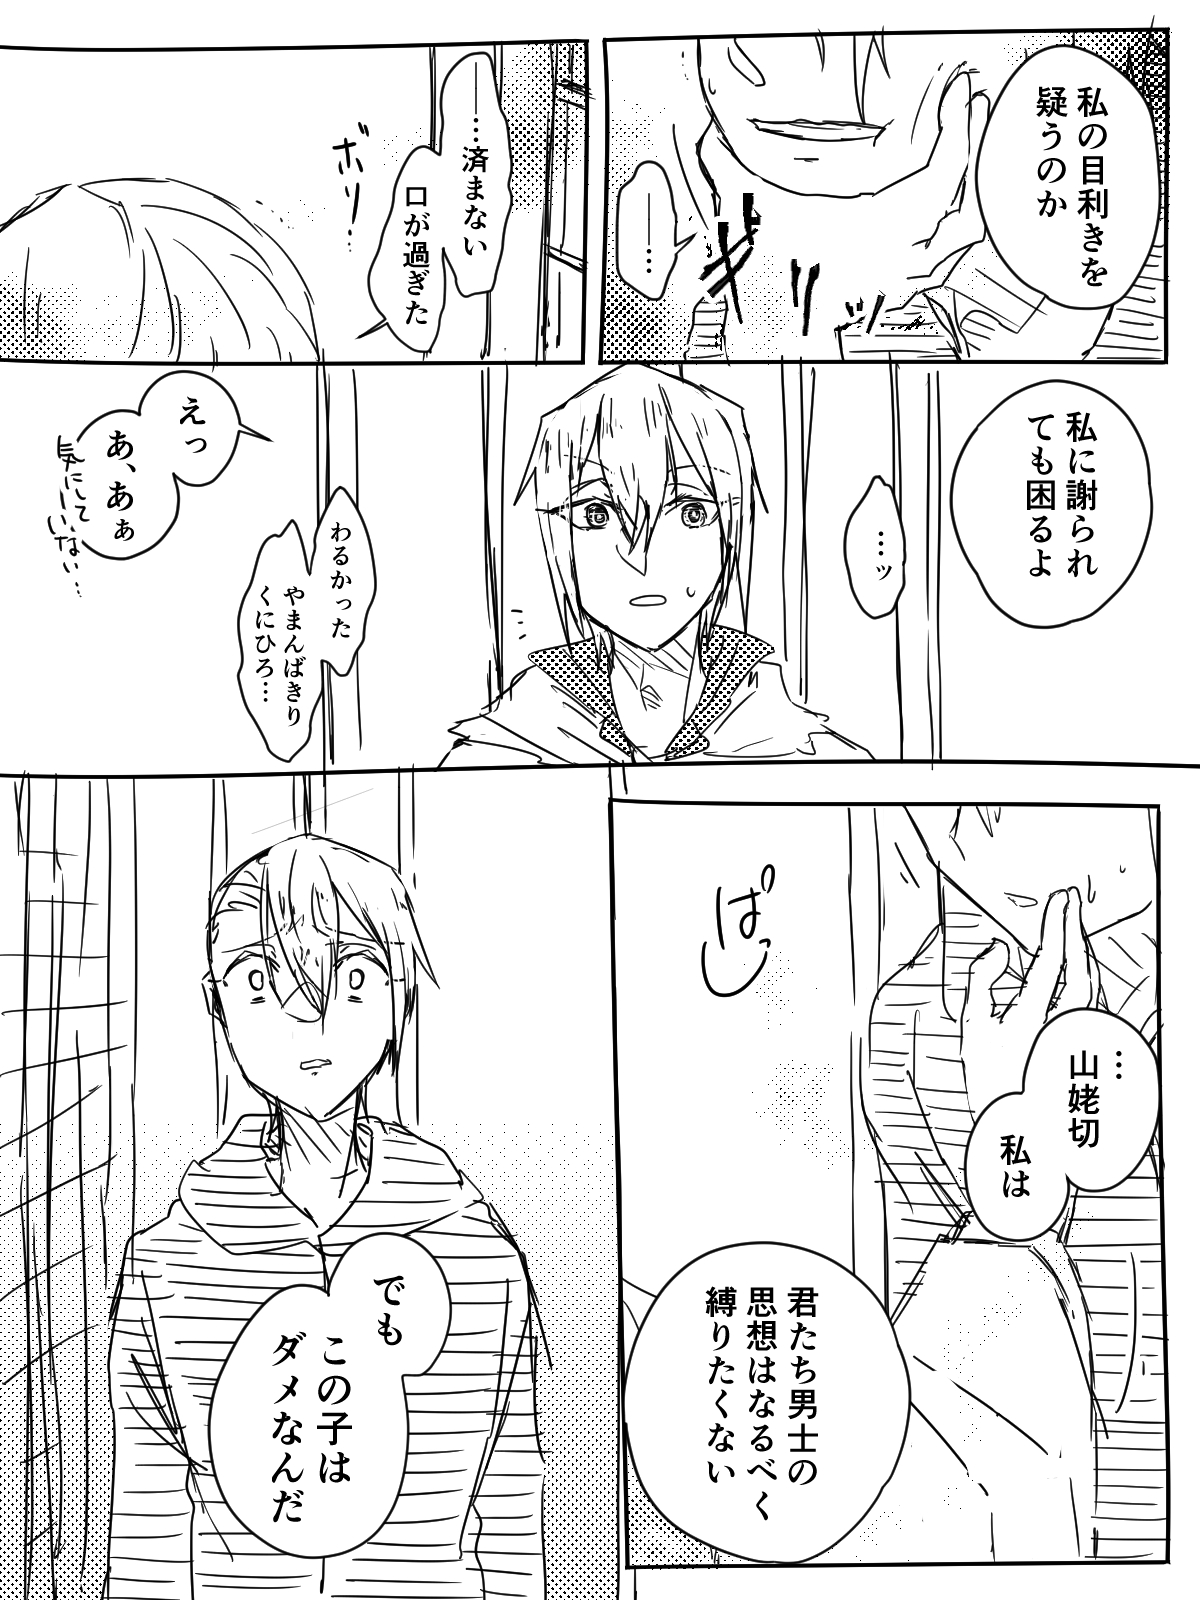 私の目利きを
疑うのか
――…
ギッ
――…済まない
口が過ぎた
ホリ…
私に謝られ
ても困るよ
…ッ
わるかった
やまんばきり
くにひろ…
えっ
あ、あぁ
気にして
いない…
…
山姥切
私は
ぱっ
君たち男士の
思想はなるべく
縛りたくない
でも
この子は
ダメなんだ